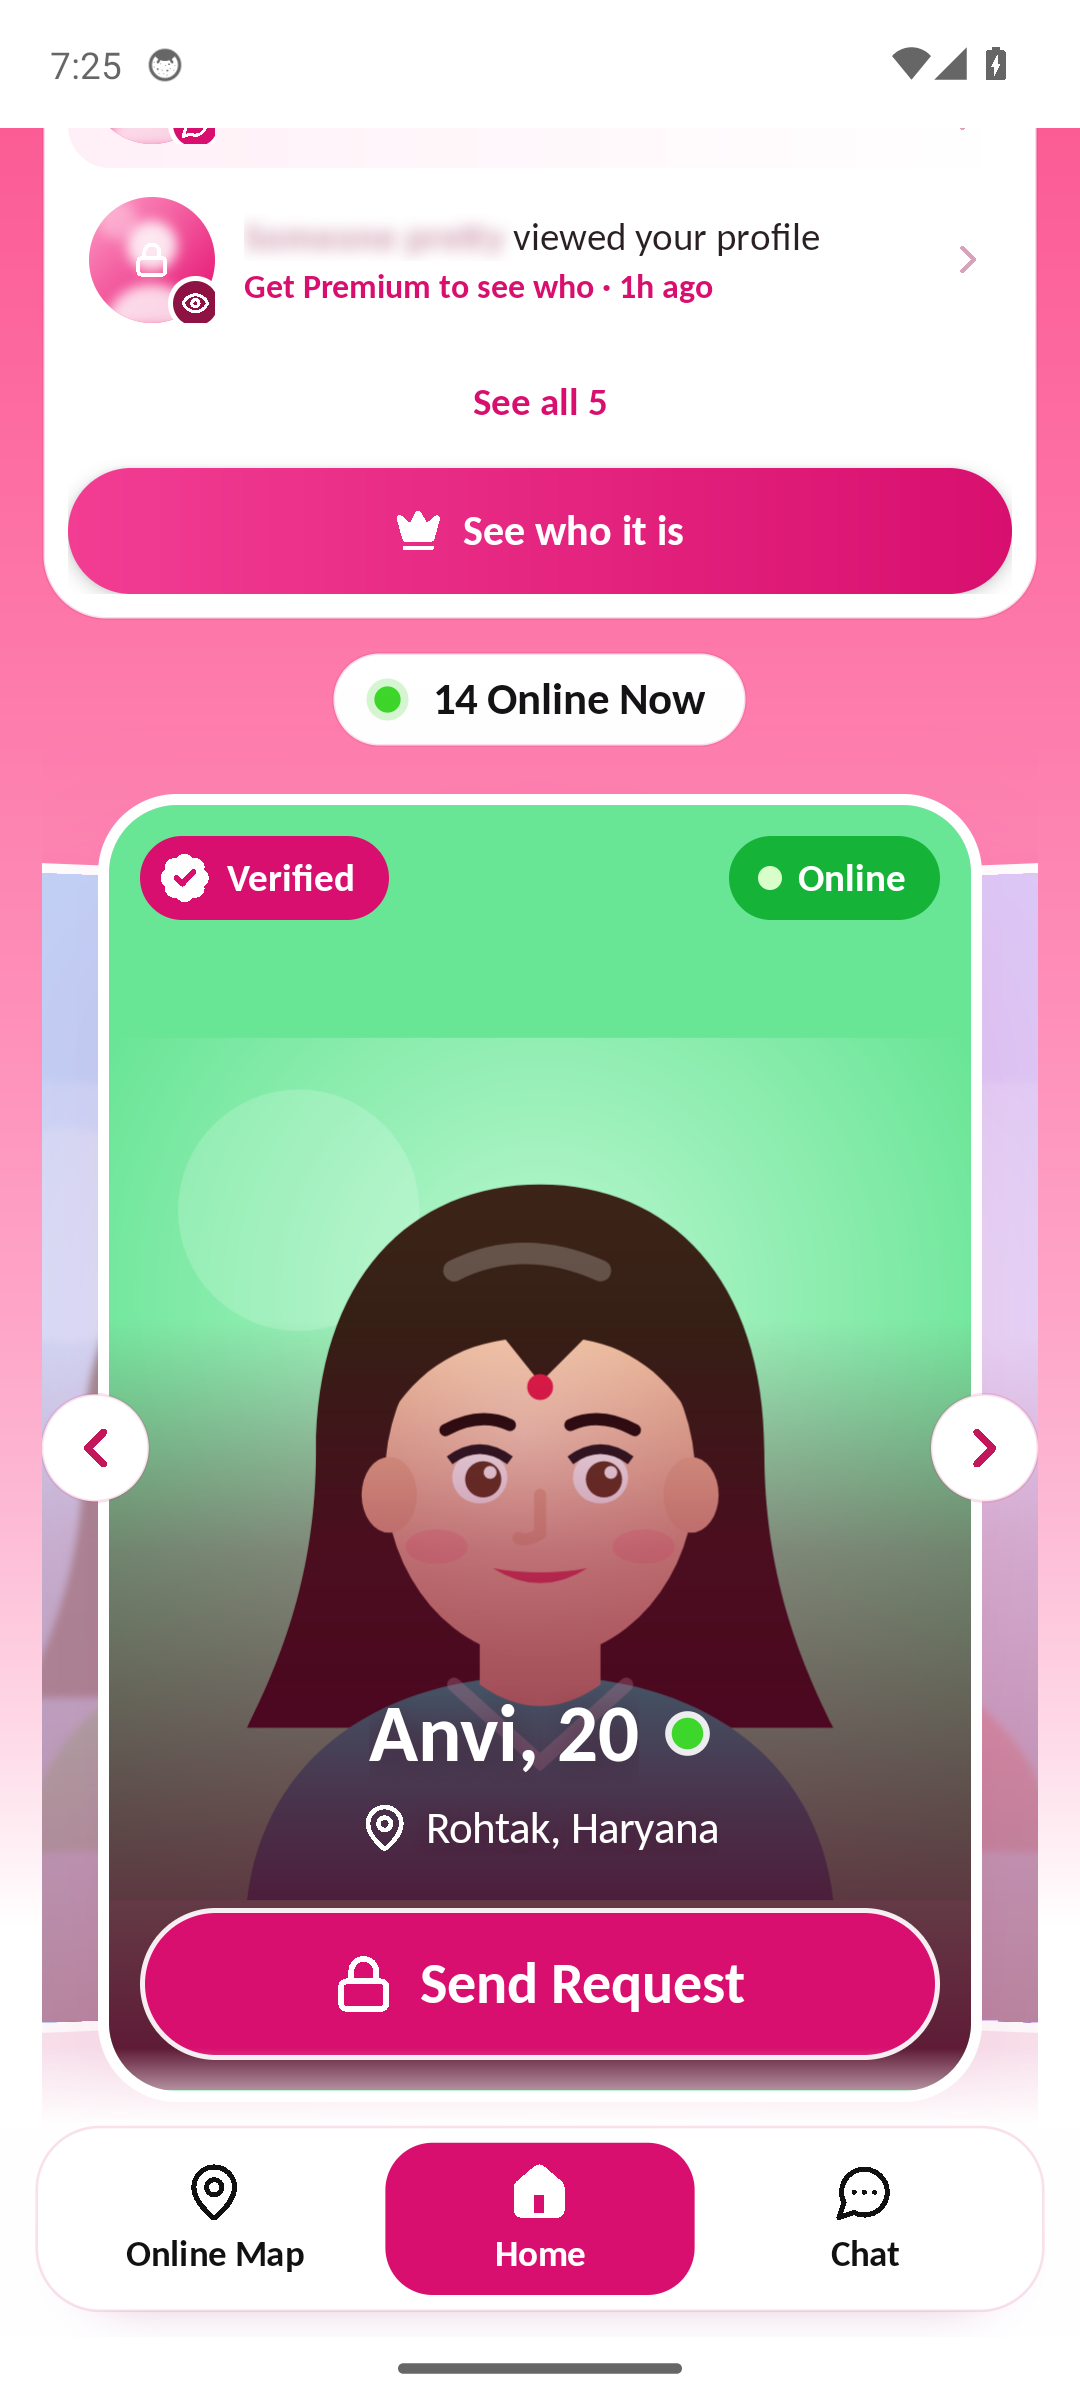 7:25
viewed your profile
Get Premium to see who · 1h ago
See all 5
See who it is
14 Online Now
Verified
Online
Anvi, 20
Rohtak, Haryana
Send Request
Online Map
Home
Chat